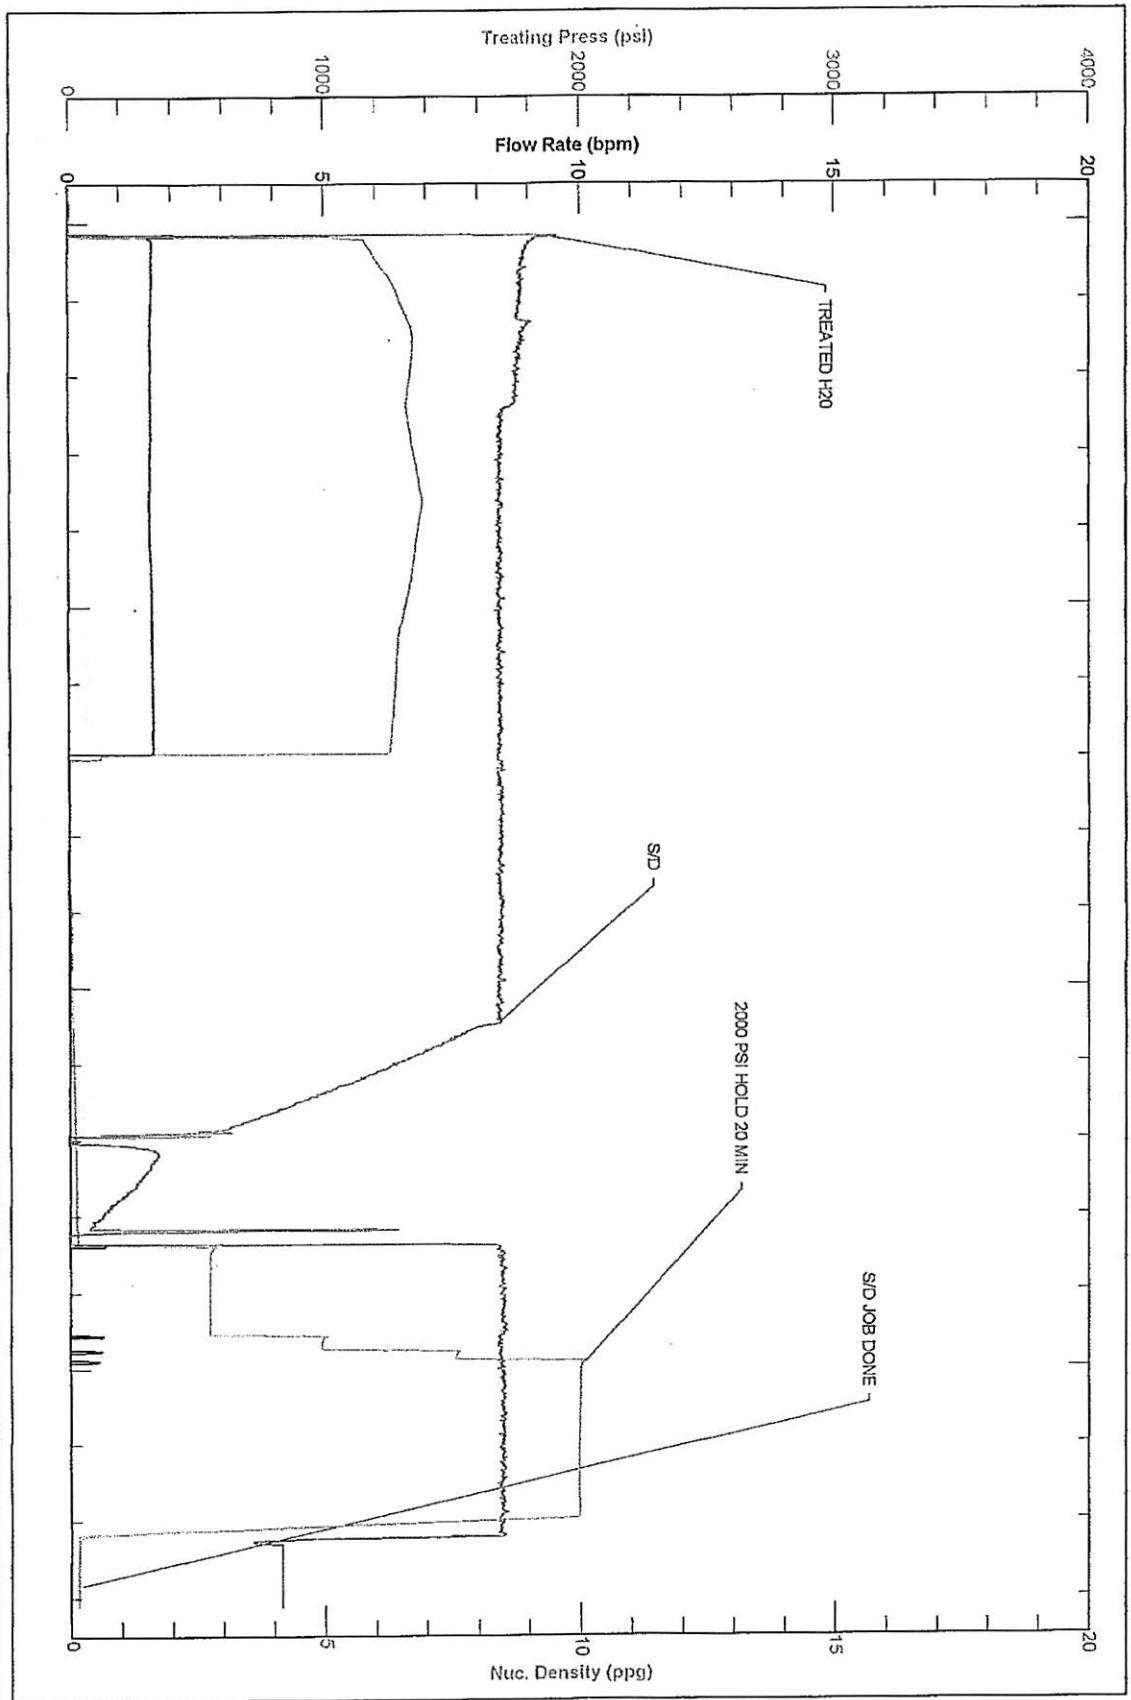 Treating Press (psi)
0
1000
2000
3000
4000
Flow Rate (bpm)
0
5
10
15
20
TREATED H20
S/D
2000 PSI HOLD 20 MIN
S/D JOB DONE
0
5
10
15
20
Nuc. Density (ppg)